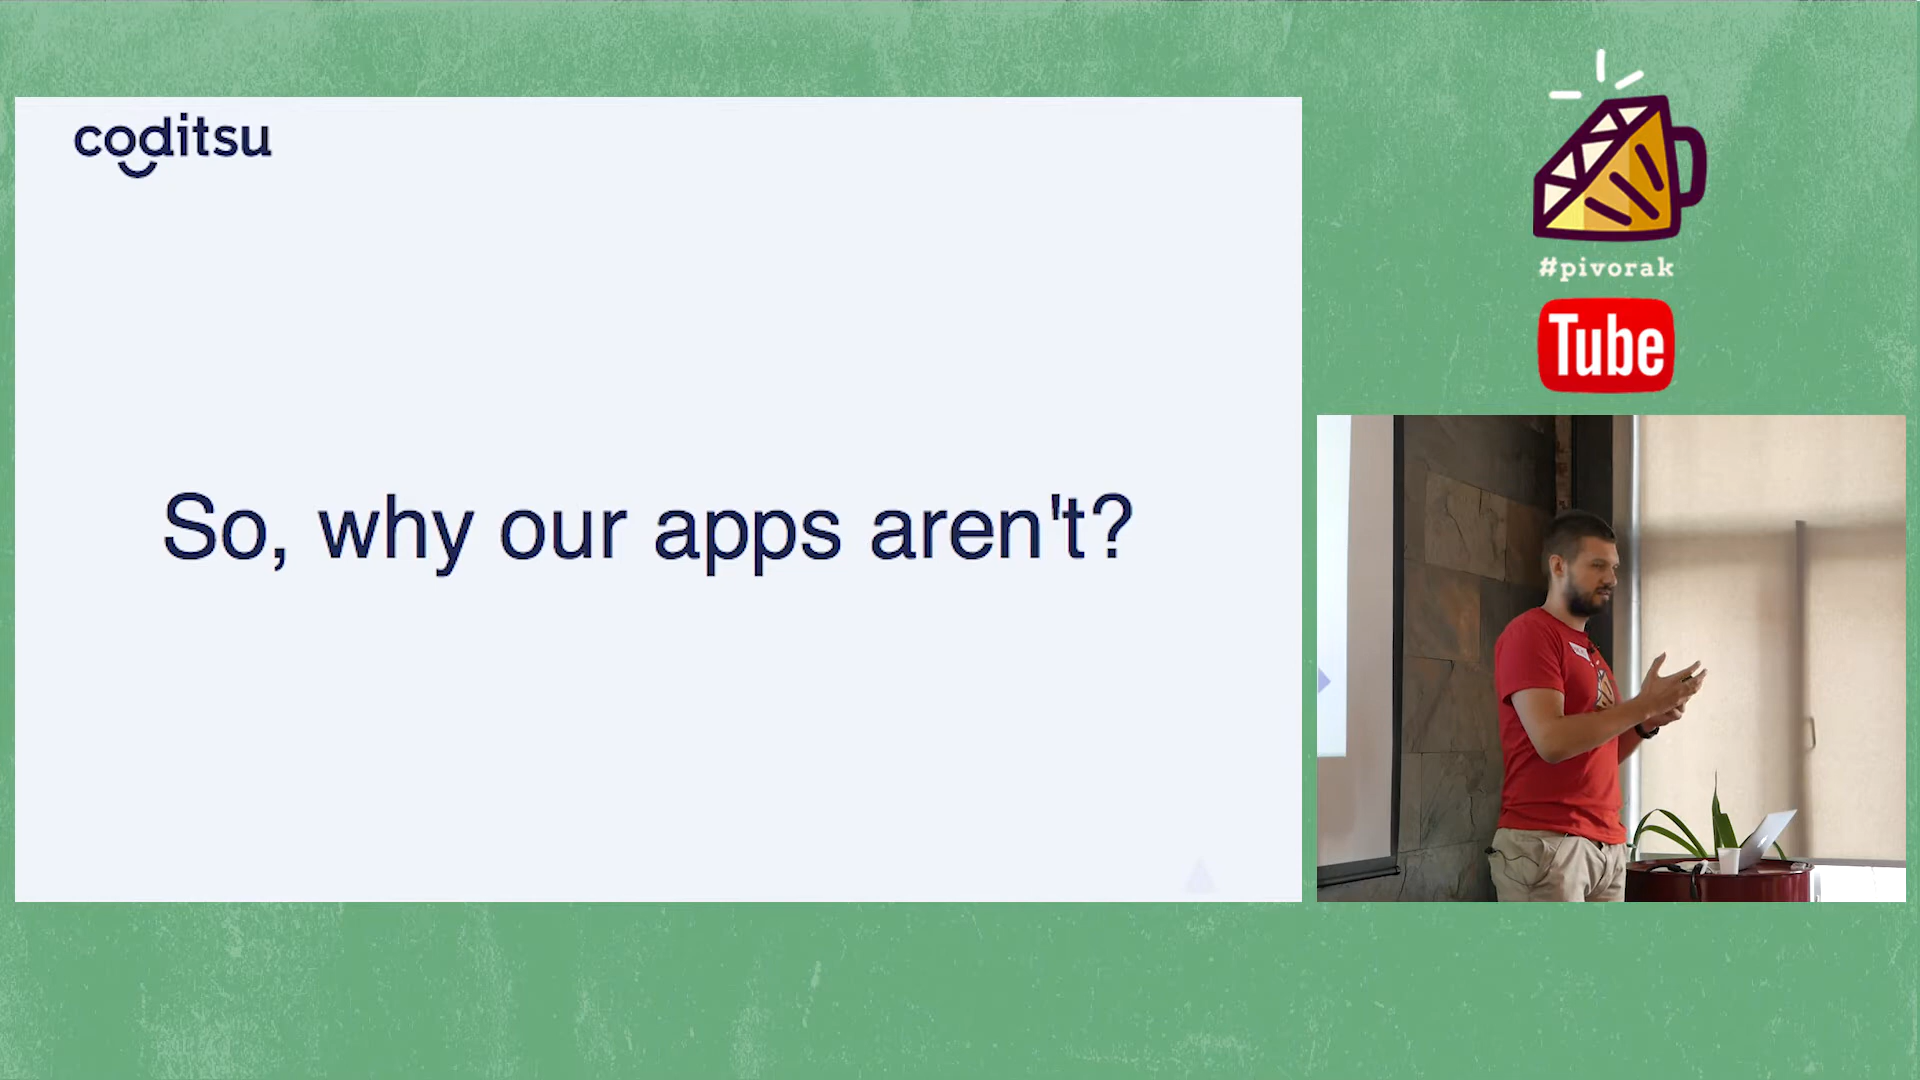 coditsu
So, why our apps aren't?
#pivorak
Tube